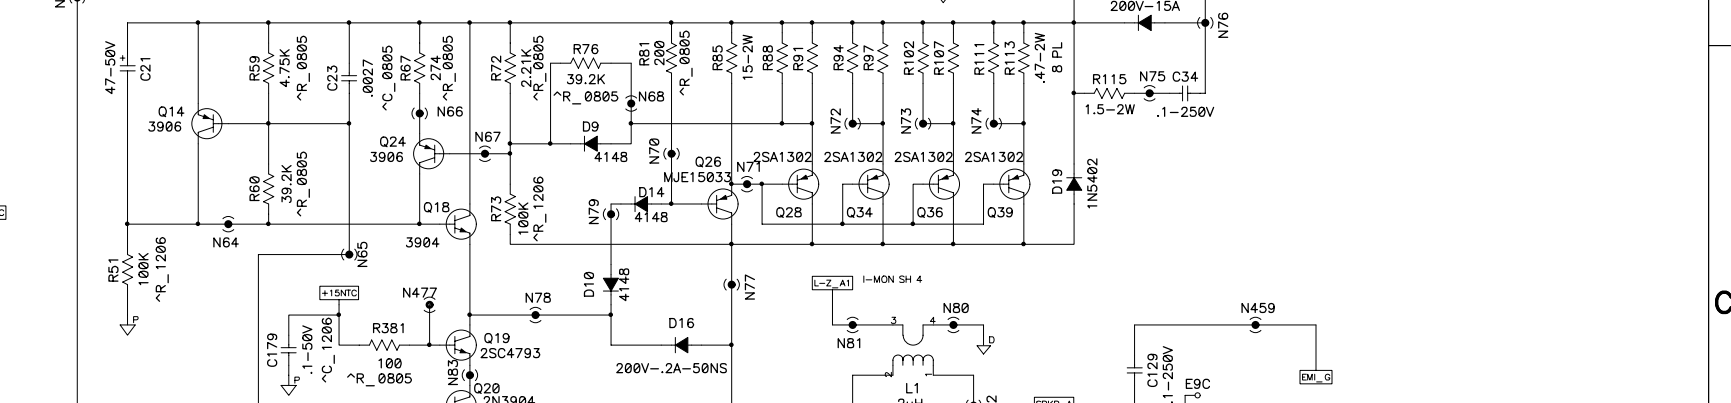 200V-15A
N76
47-50V
C21
R59
4.75K
^R_0805
C23
.0027
^C_0805
R67
274
^R_0805
R72
2.21K
^R_0805
R76
39.2K
^R_0805
N68
R81
200
^R_0805
R85
15-2W
R88
R91
R94
R97
R102
R107
R111
R113
.47-2W
8 PL
R115
1.5-2W
N75
C34
.1-250V
Q14
3906
N66
Q24
3906
N67
D9
4148
N70
N72
N73
N74
Q26
MJE15033
N71
2SA1302
2SA1302
2SA1302
2SA1302
D19
1N5402
R60
39.2K
^R_0805
R73
100K
^R_1206
N79
D14
4148
Q28
Q34
Q36
Q39
Q18
3904
N64
N65
R51
100K
^R_1206
P
D10
4148
N77
L-Z_A1
I-MON SH 4
+15NTC
N477
N78
C179
.1-50V
^C_1206
P
R381
100
^R_0805
Q19
2SC4793
N83
Q20
2N3904
D16
200V-.2A-50NS
N81
3
4
N80
D
2
1
L1
N459
C129
.1-250V
E9C
EMI_G
C